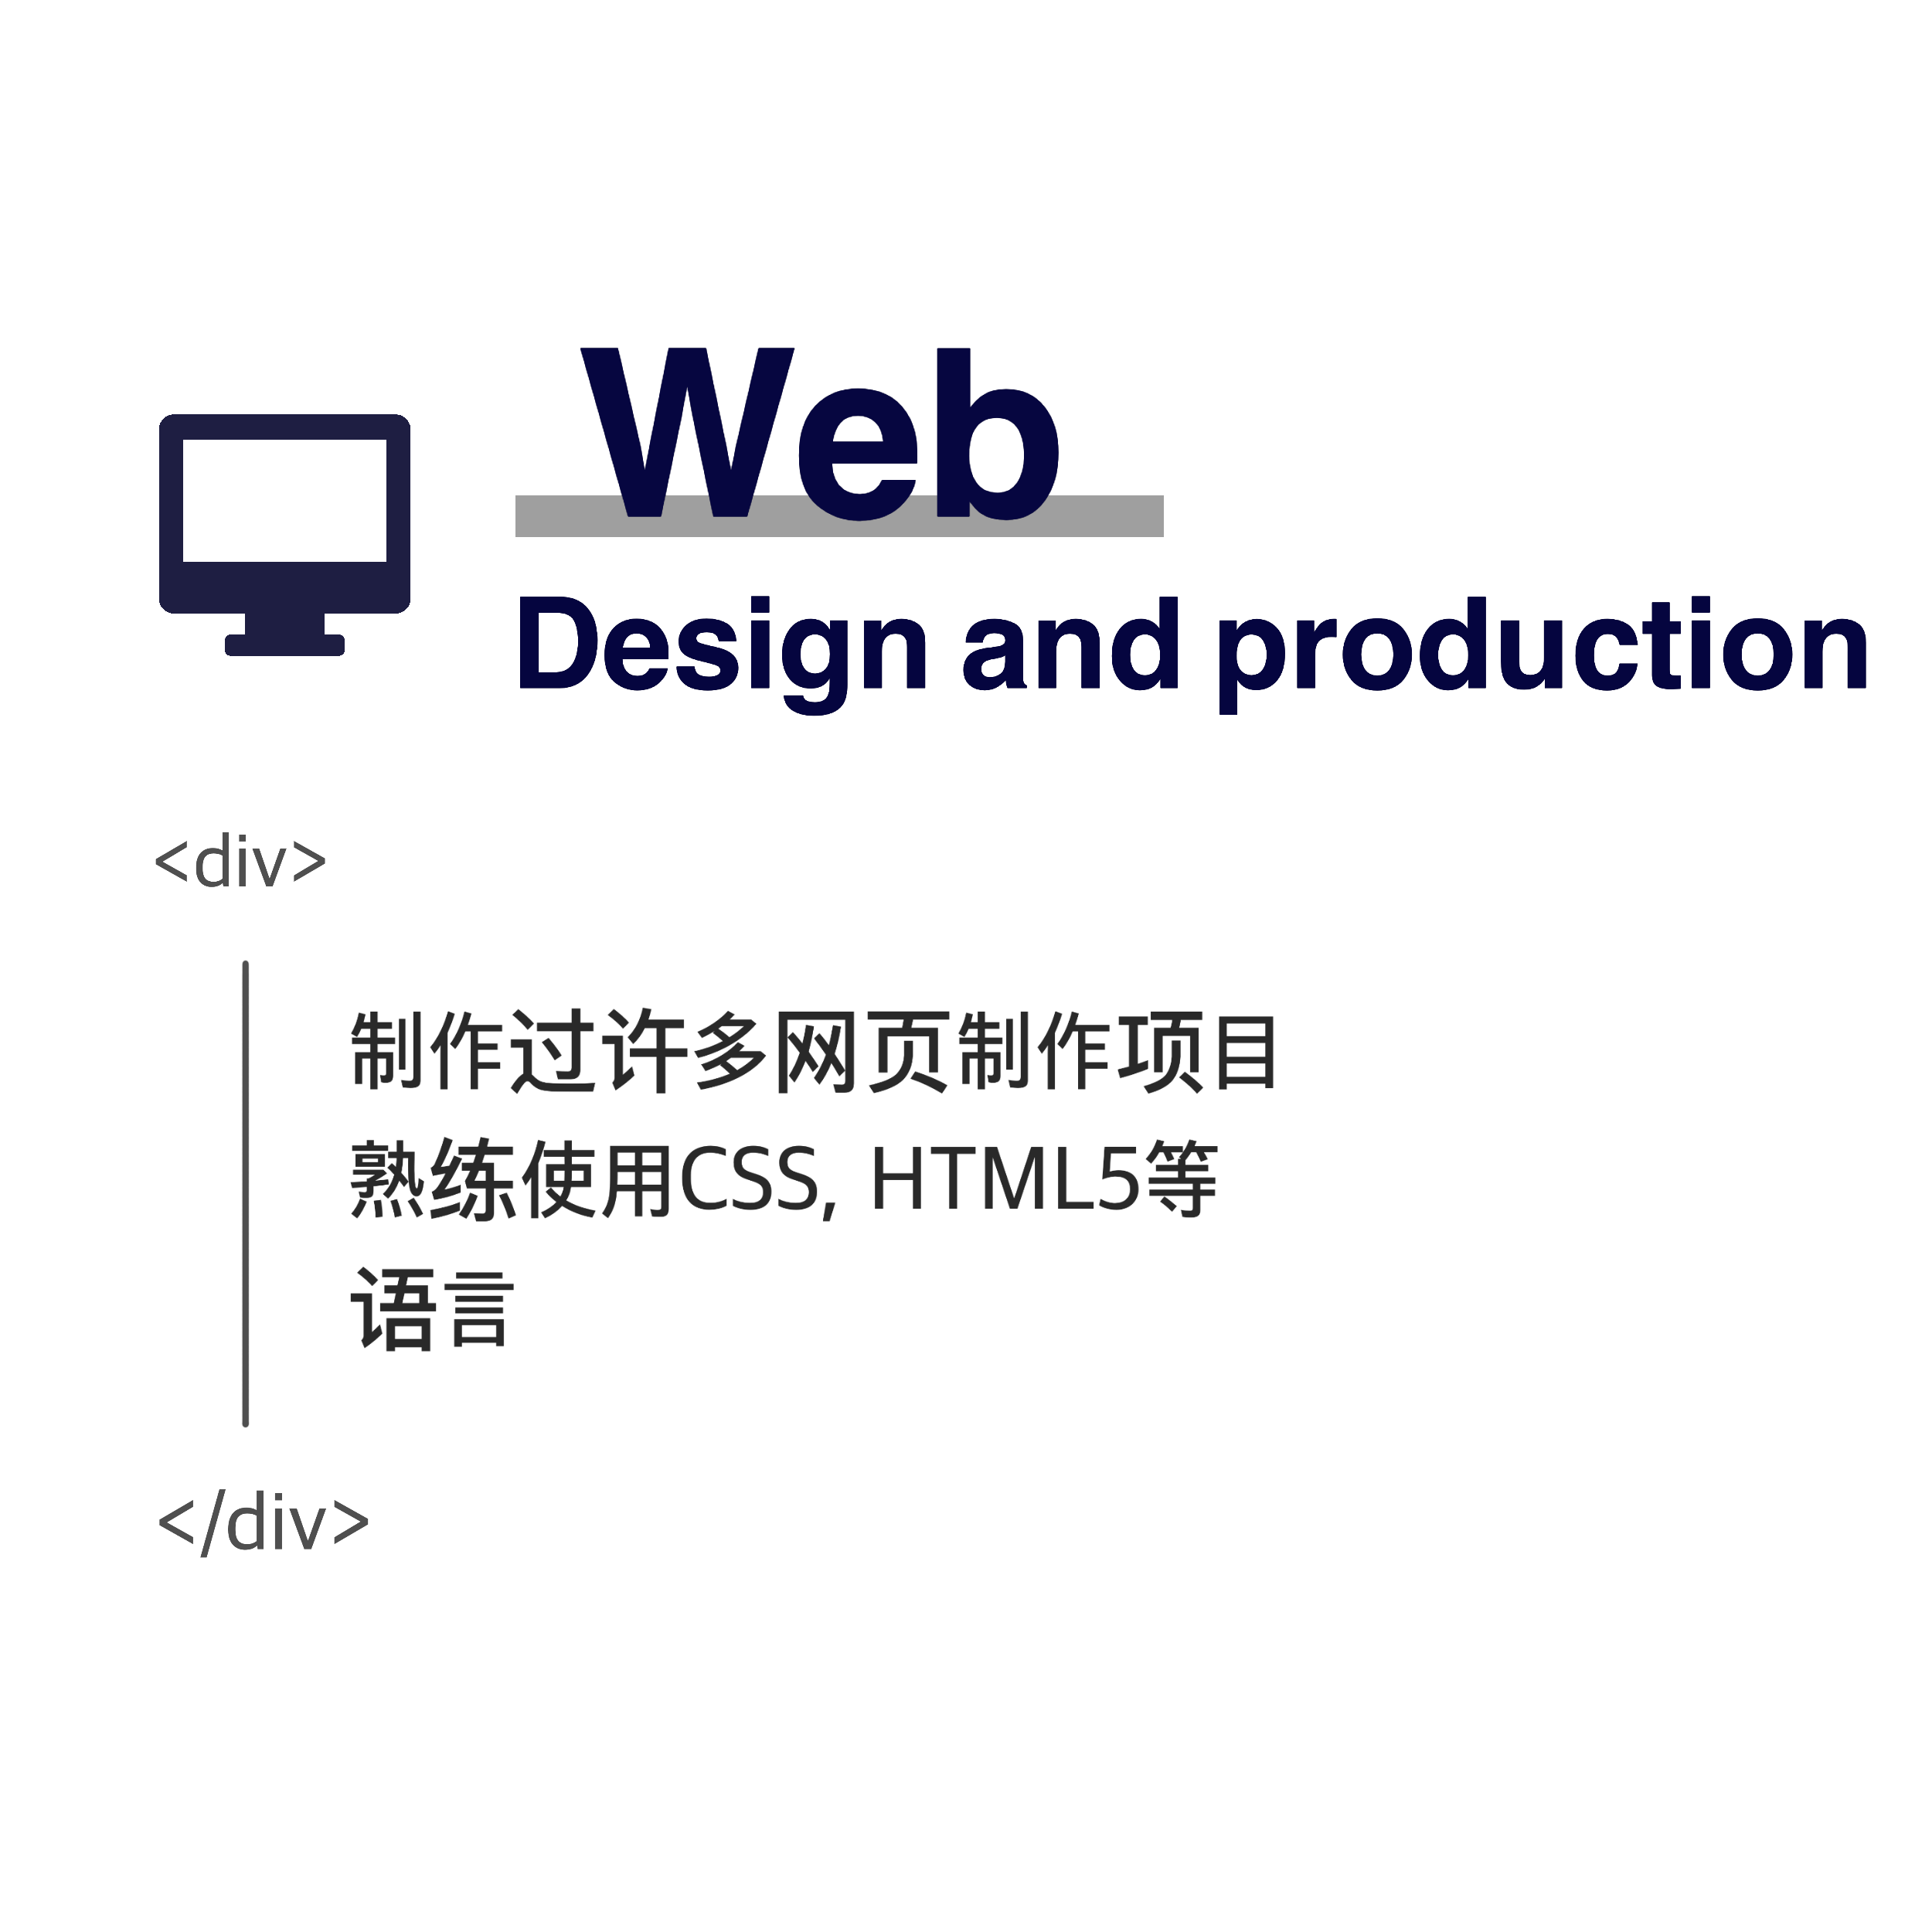 Web
Design and production
<div>
制作过许多网页制作项目
熟练使用CSS, HTML5等
语言
</div>